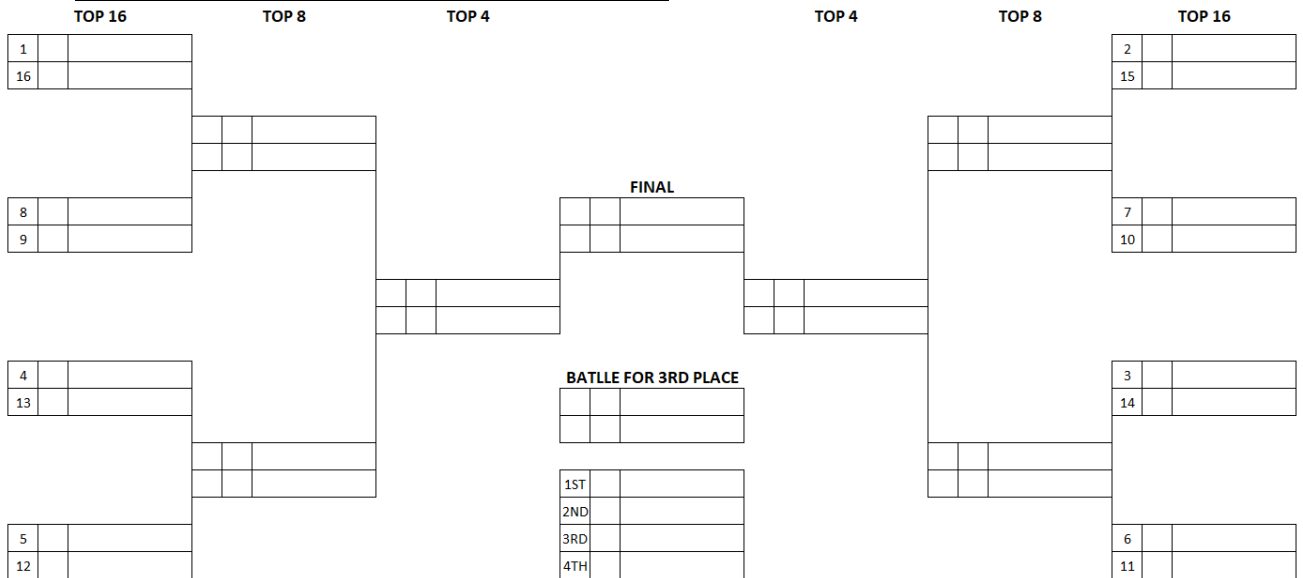 TOP 16 TOP 8 TOP 4 TOP 4 TOP 8 TOP 16
1 2
16 15
FINAL
8 7
9 10
4 3
BATLLE FOR 3RD PLACE
13 14
1ST
2ND
5 3RD 6
12 4TH 11